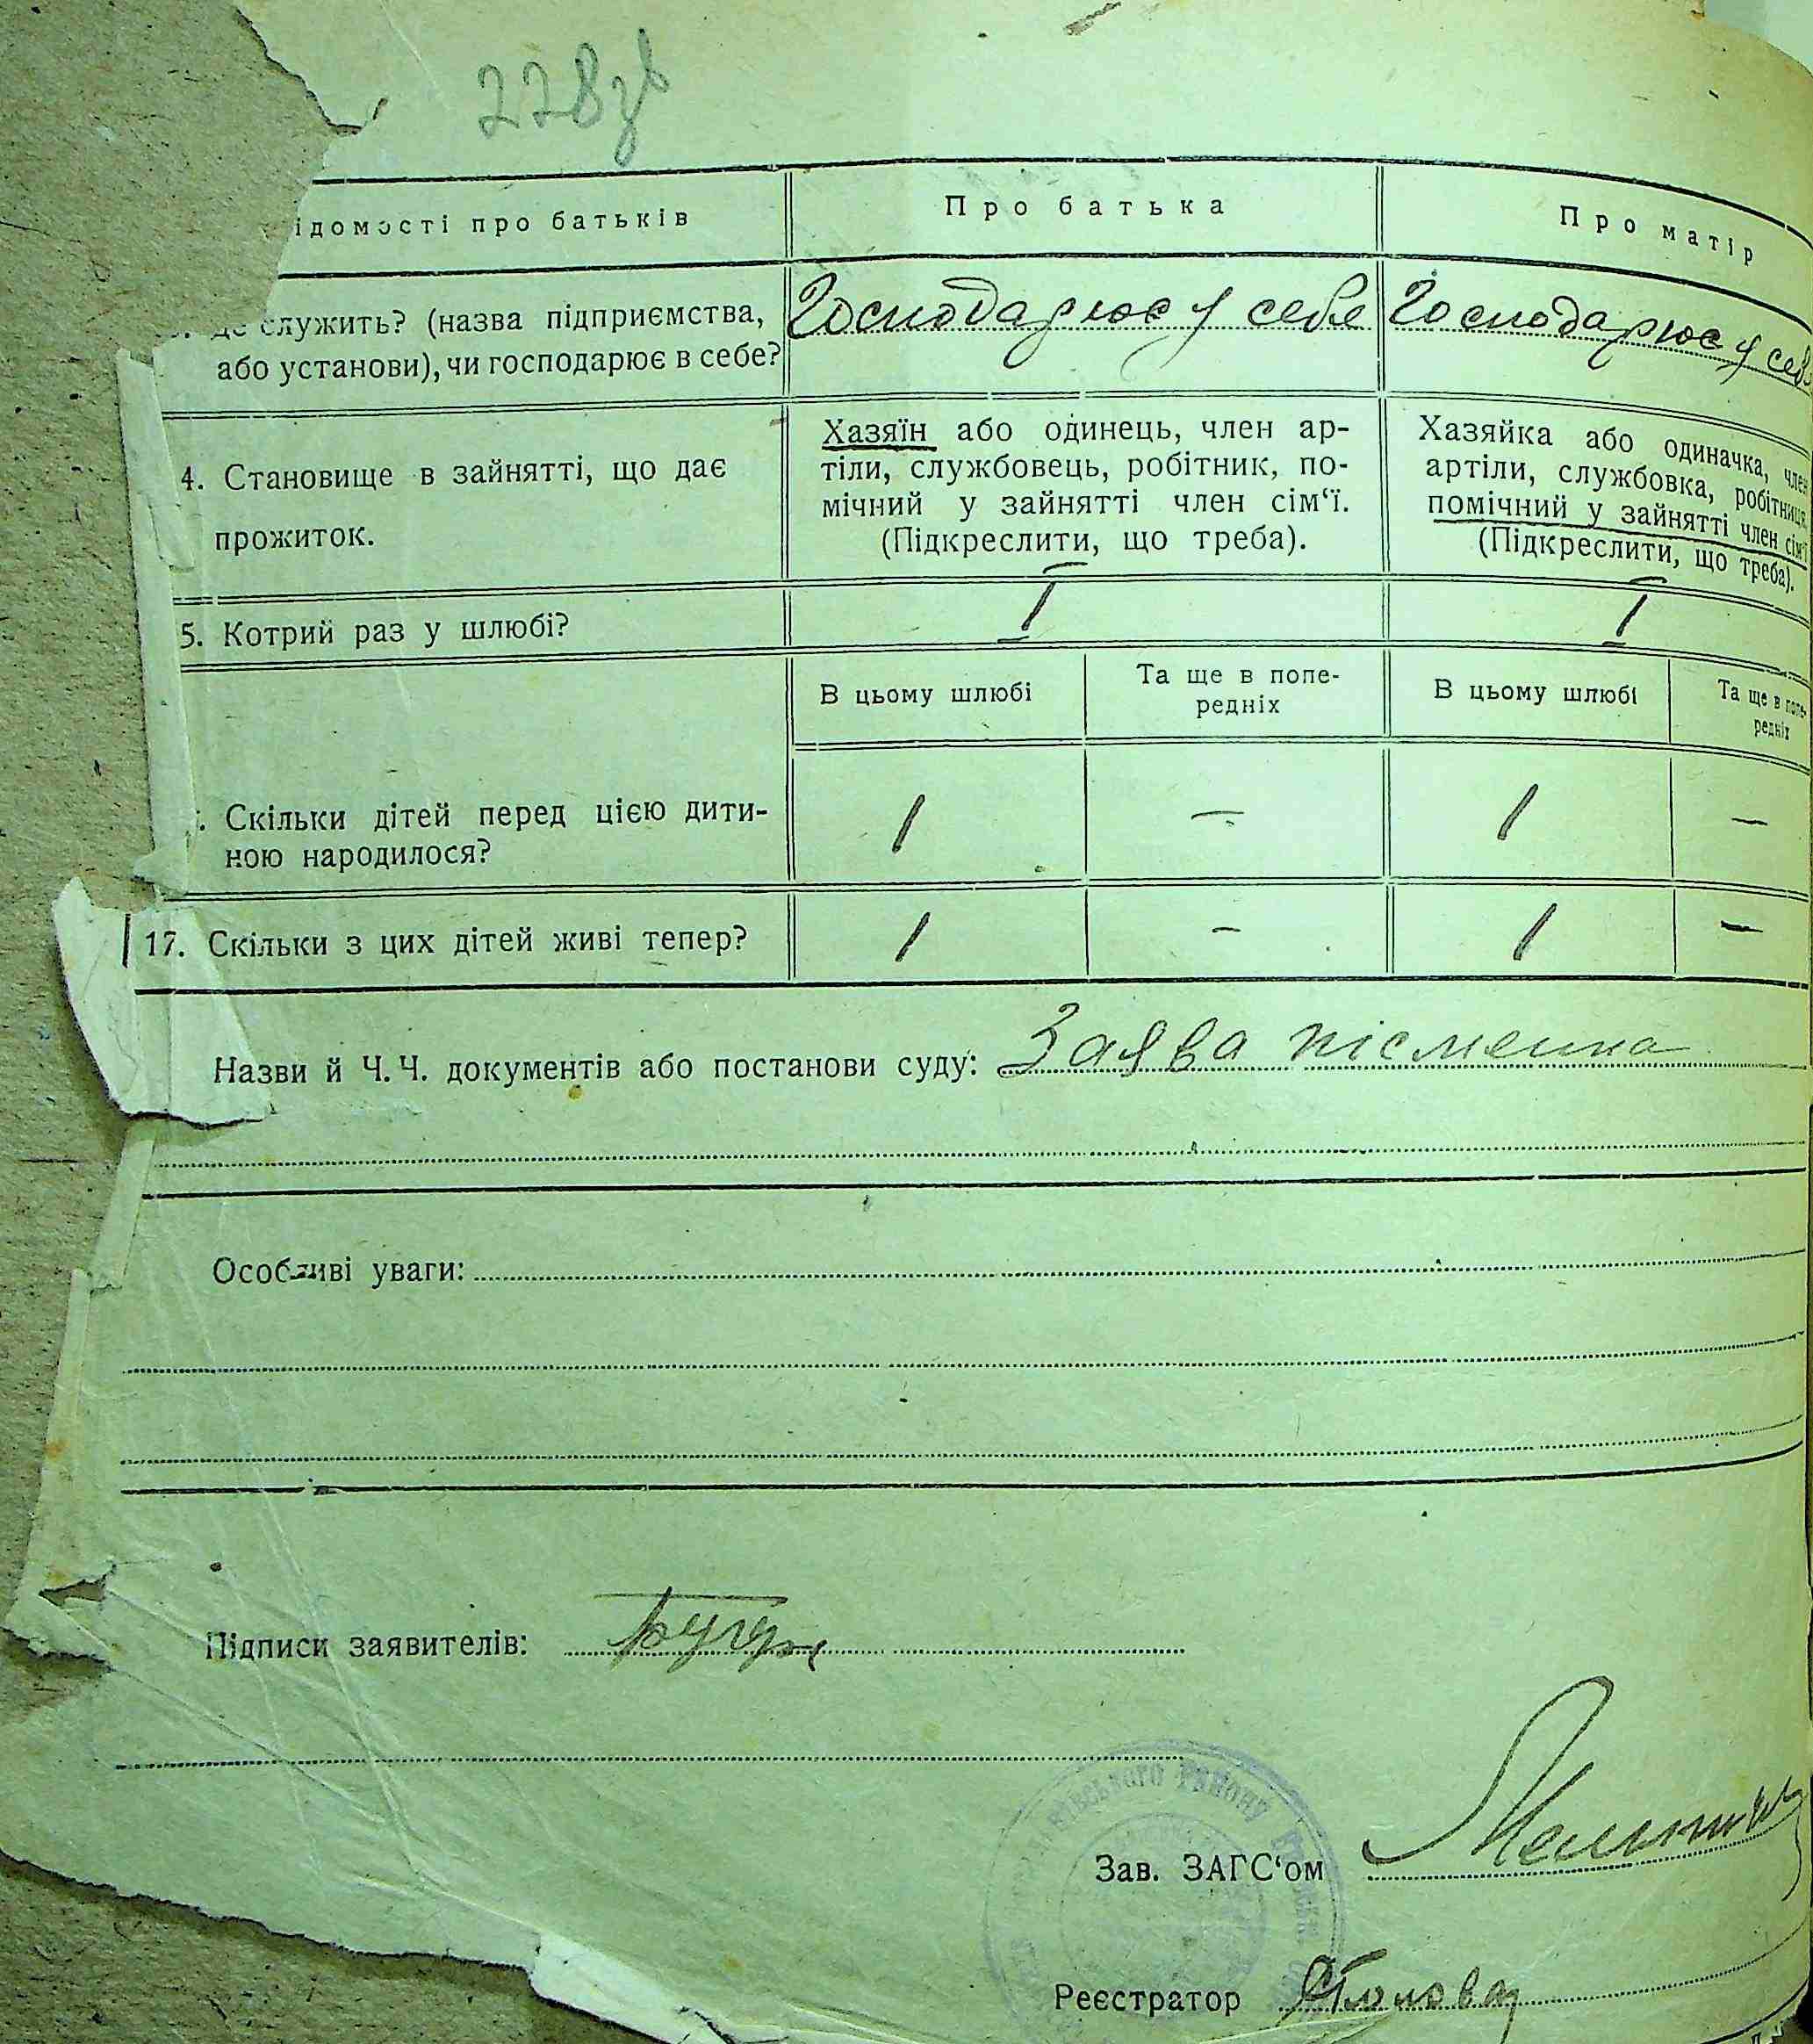 228зв
ідомості про батьків
Про батька
Про матір
де служить? (назва підприємства,
або установи), чи господарює в себе?
Господарює у себе
Господарює у себе
4. Становище в зайнятті, що дає
прожиток.
Хазяїн або одинець, член ар-
тіли, службовець, робітник, по-
мічний у зайнятті член сім‘ї.
(Підкреслити, що треба).
Хазяйка або одиначка, член
артіли, службовка, робітниця,
помічний у зайнятті член сім‘ї
(Підкреслити, що треба).
5. Котрий раз у шлюбі?
I
I
В цьому шлюбі
Та ще в попе-
редніх
В цьому шлюбі
Та ще в попе-
редніх
Скільки дітей перед цією дити-
ною народилося?
1 — 1 —
17. Скільки з цих дітей живі тепер?
1 — 1 —
Назви й Ч.Ч. документів або постанови суду: Заява пісменна
Особливі уваги:
Підписи заявителів:
району
Зав. ЗАГС‘ом
Реєстратор